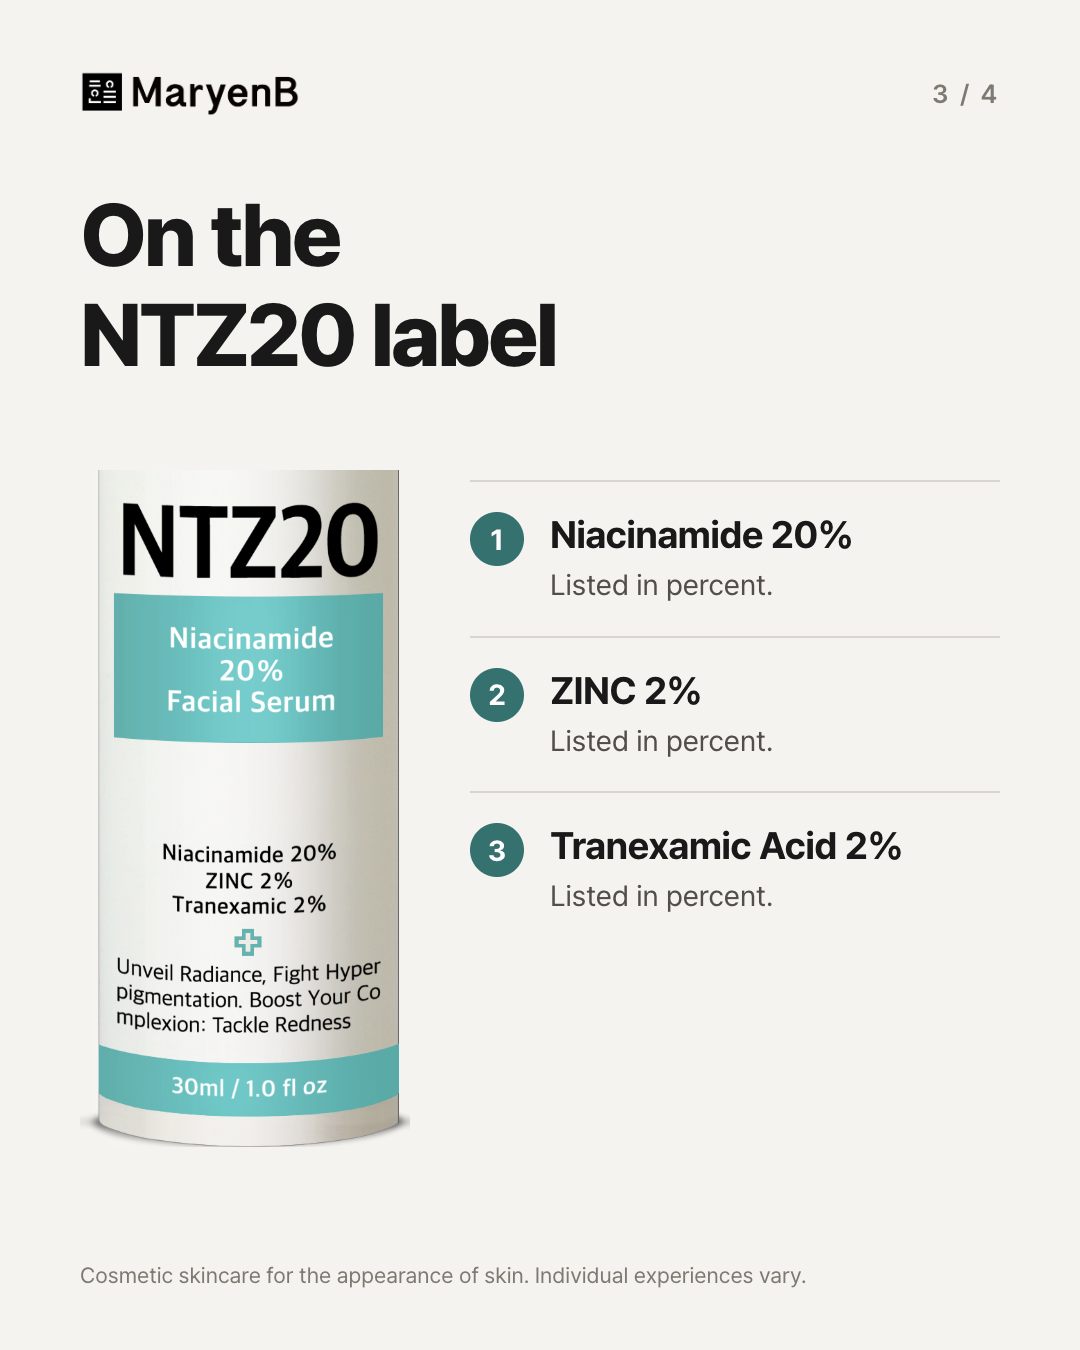 MaryenB
3 / 4
On the
NTZ20 label
NTZ20
Niacinamide
20%
Facial Serum
Niacinamide 20%
ZINC 2%
Tranexamic 2%
Unveil Radiance, Fight Hyper
pigmentation. Boost Your Co
mplexion: Tackle Redness
30ml / 1.0 fl oz
1
Niacinamide 20%
Listed in percent.
2
ZINC 2%
Listed in percent.
3
Tranexamic Acid 2%
Listed in percent.
Cosmetic skincare for the appearance of skin. Individual experiences vary.